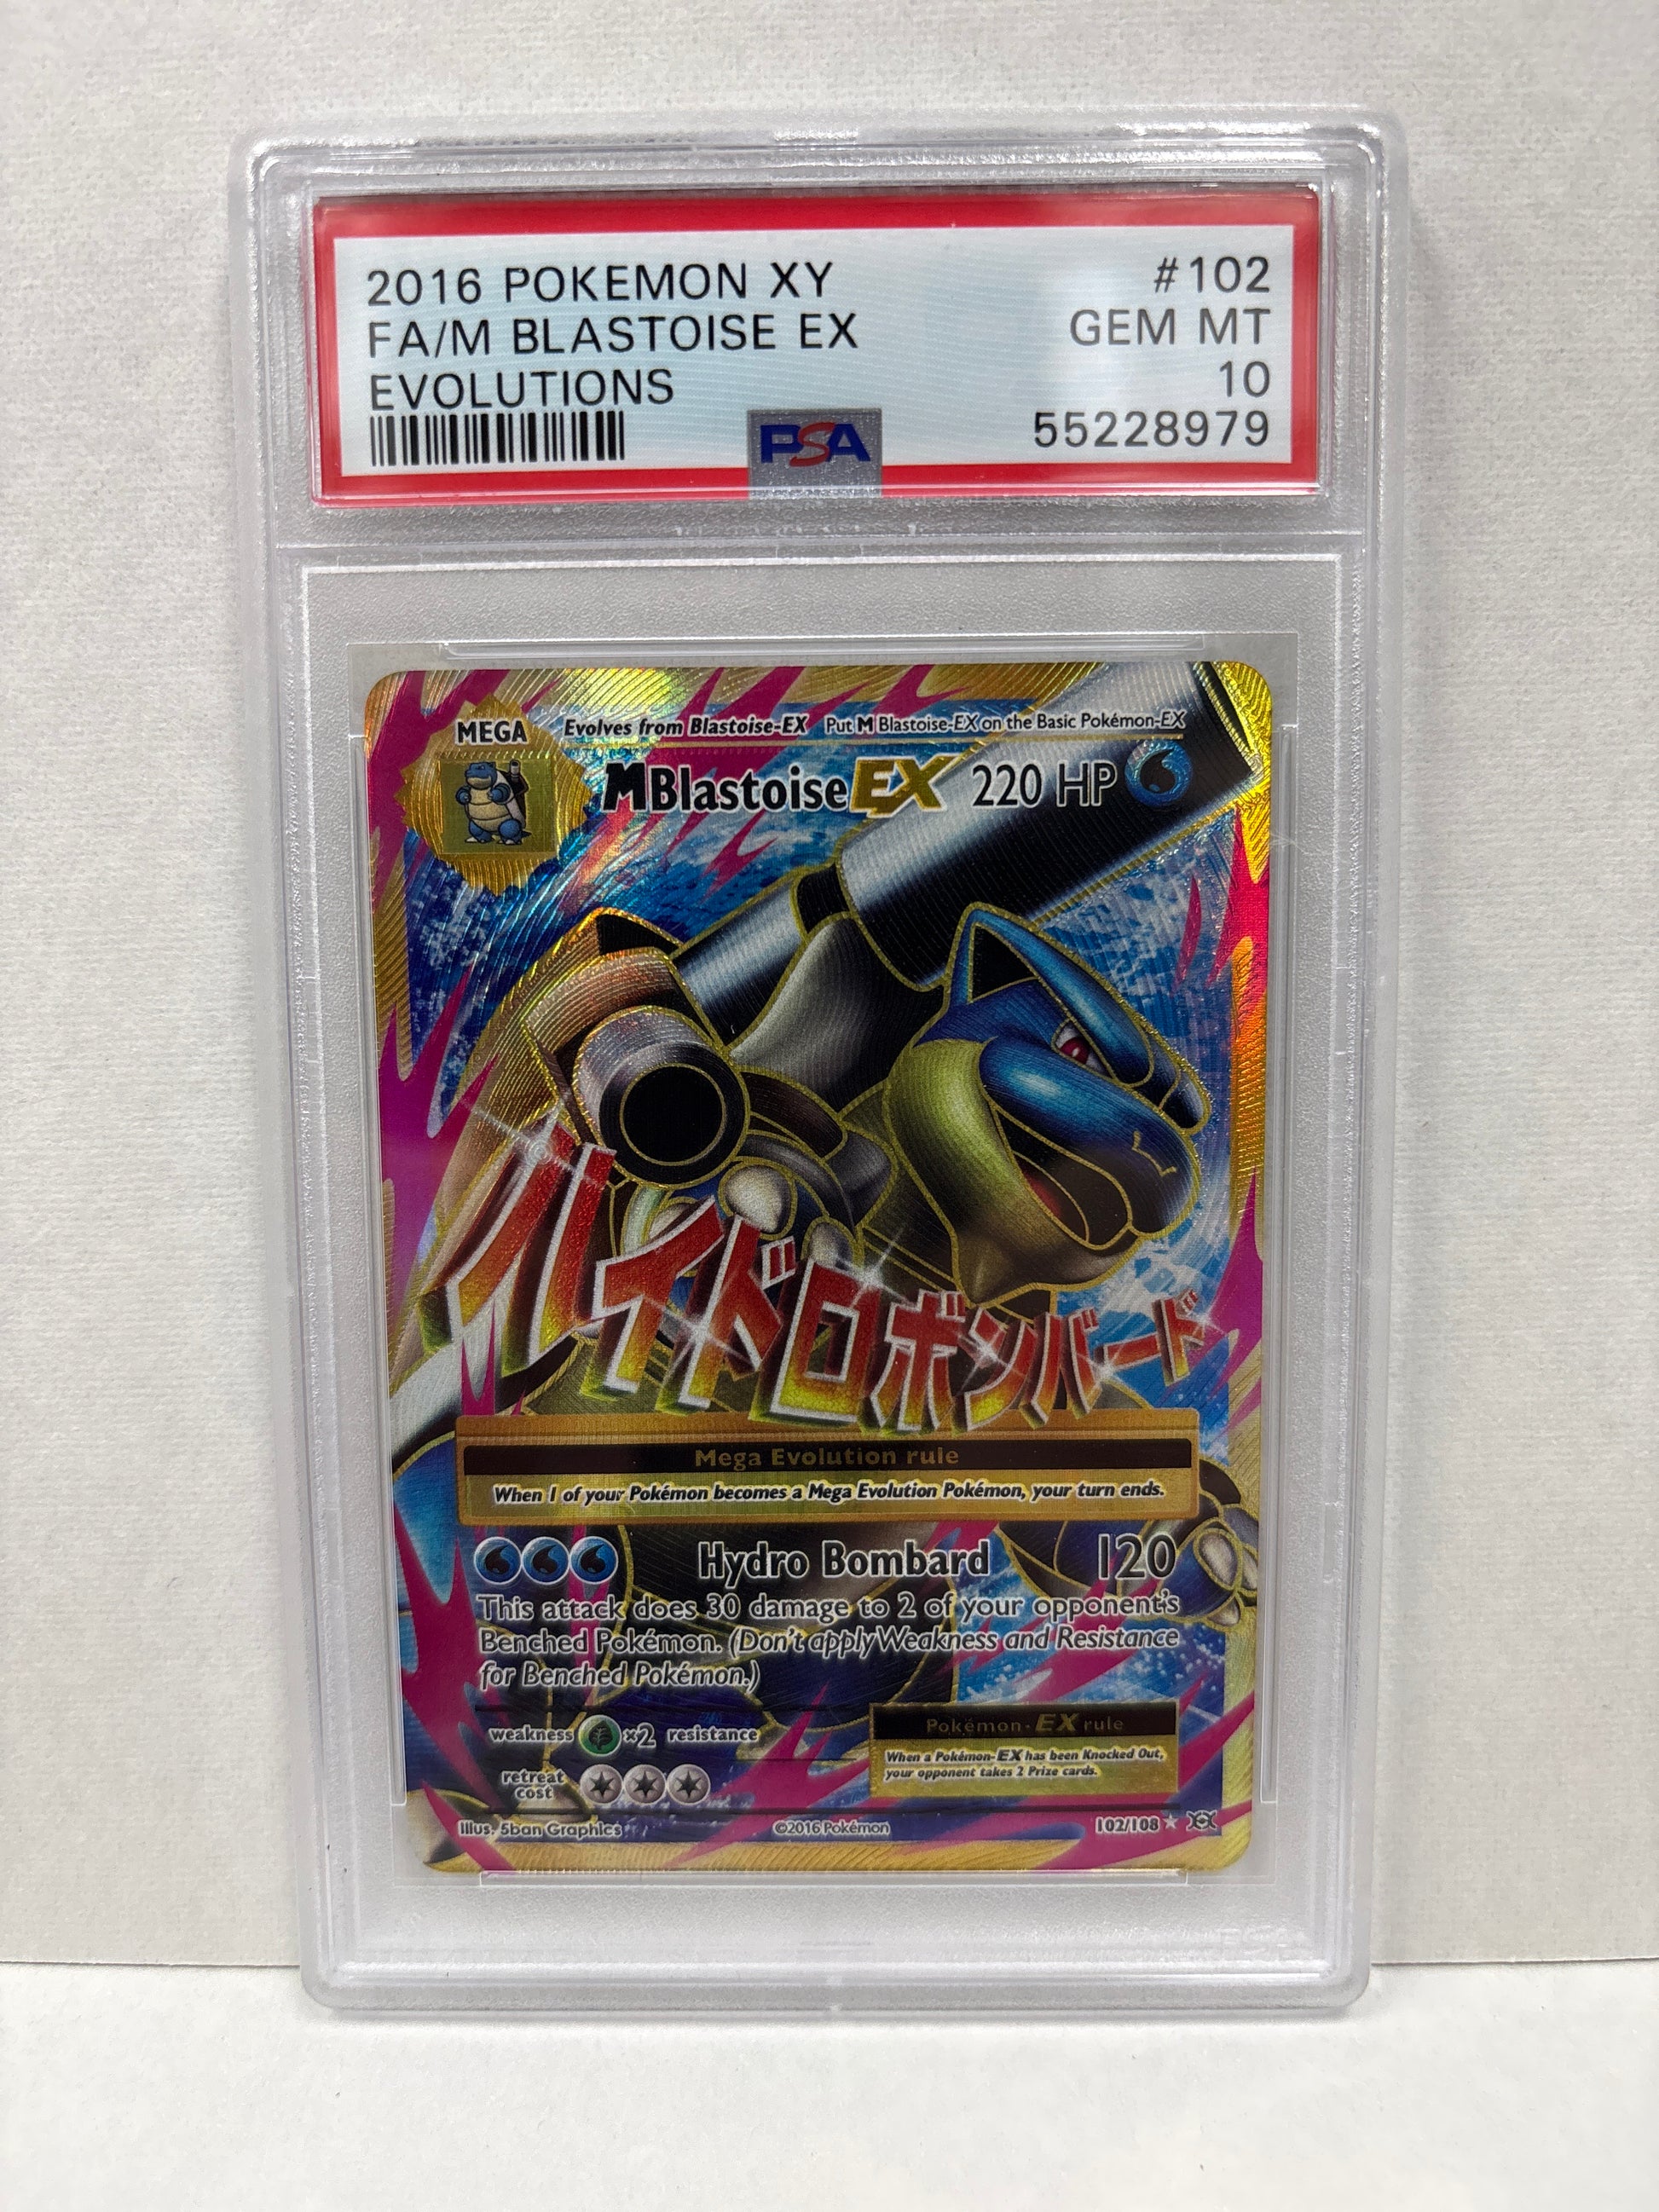 2016 POKEMON XY #102
FA/M BLASTOISE EX GEM MT
EVOLUTIONS 10
PSA 55228979
MEGA Evolves from Blastoise-EX Put M Blastoise-EX on the Basic Pokémon-EX
M Blastoise EX 220 HP
ハイドロボンバード
Mega Evolution rule
When 1 of your Pokémon becomes a Mega Evolution Pokémon, your turn ends.
Hydro Bombard 120
This attack does 30 damage to 2 of your opponent's
Benched Pokémon. (Don't apply Weakness and Resistance
for Benched Pokémon.)
weakness ×2 resistance
retreat
cost
Pokémon-EX rule
When a Pokémon-EX has been Knocked Out,
your opponent takes 2 Prize cards.
Illus. 5ban Graphics ©2016 Pokémon 102/108 ★